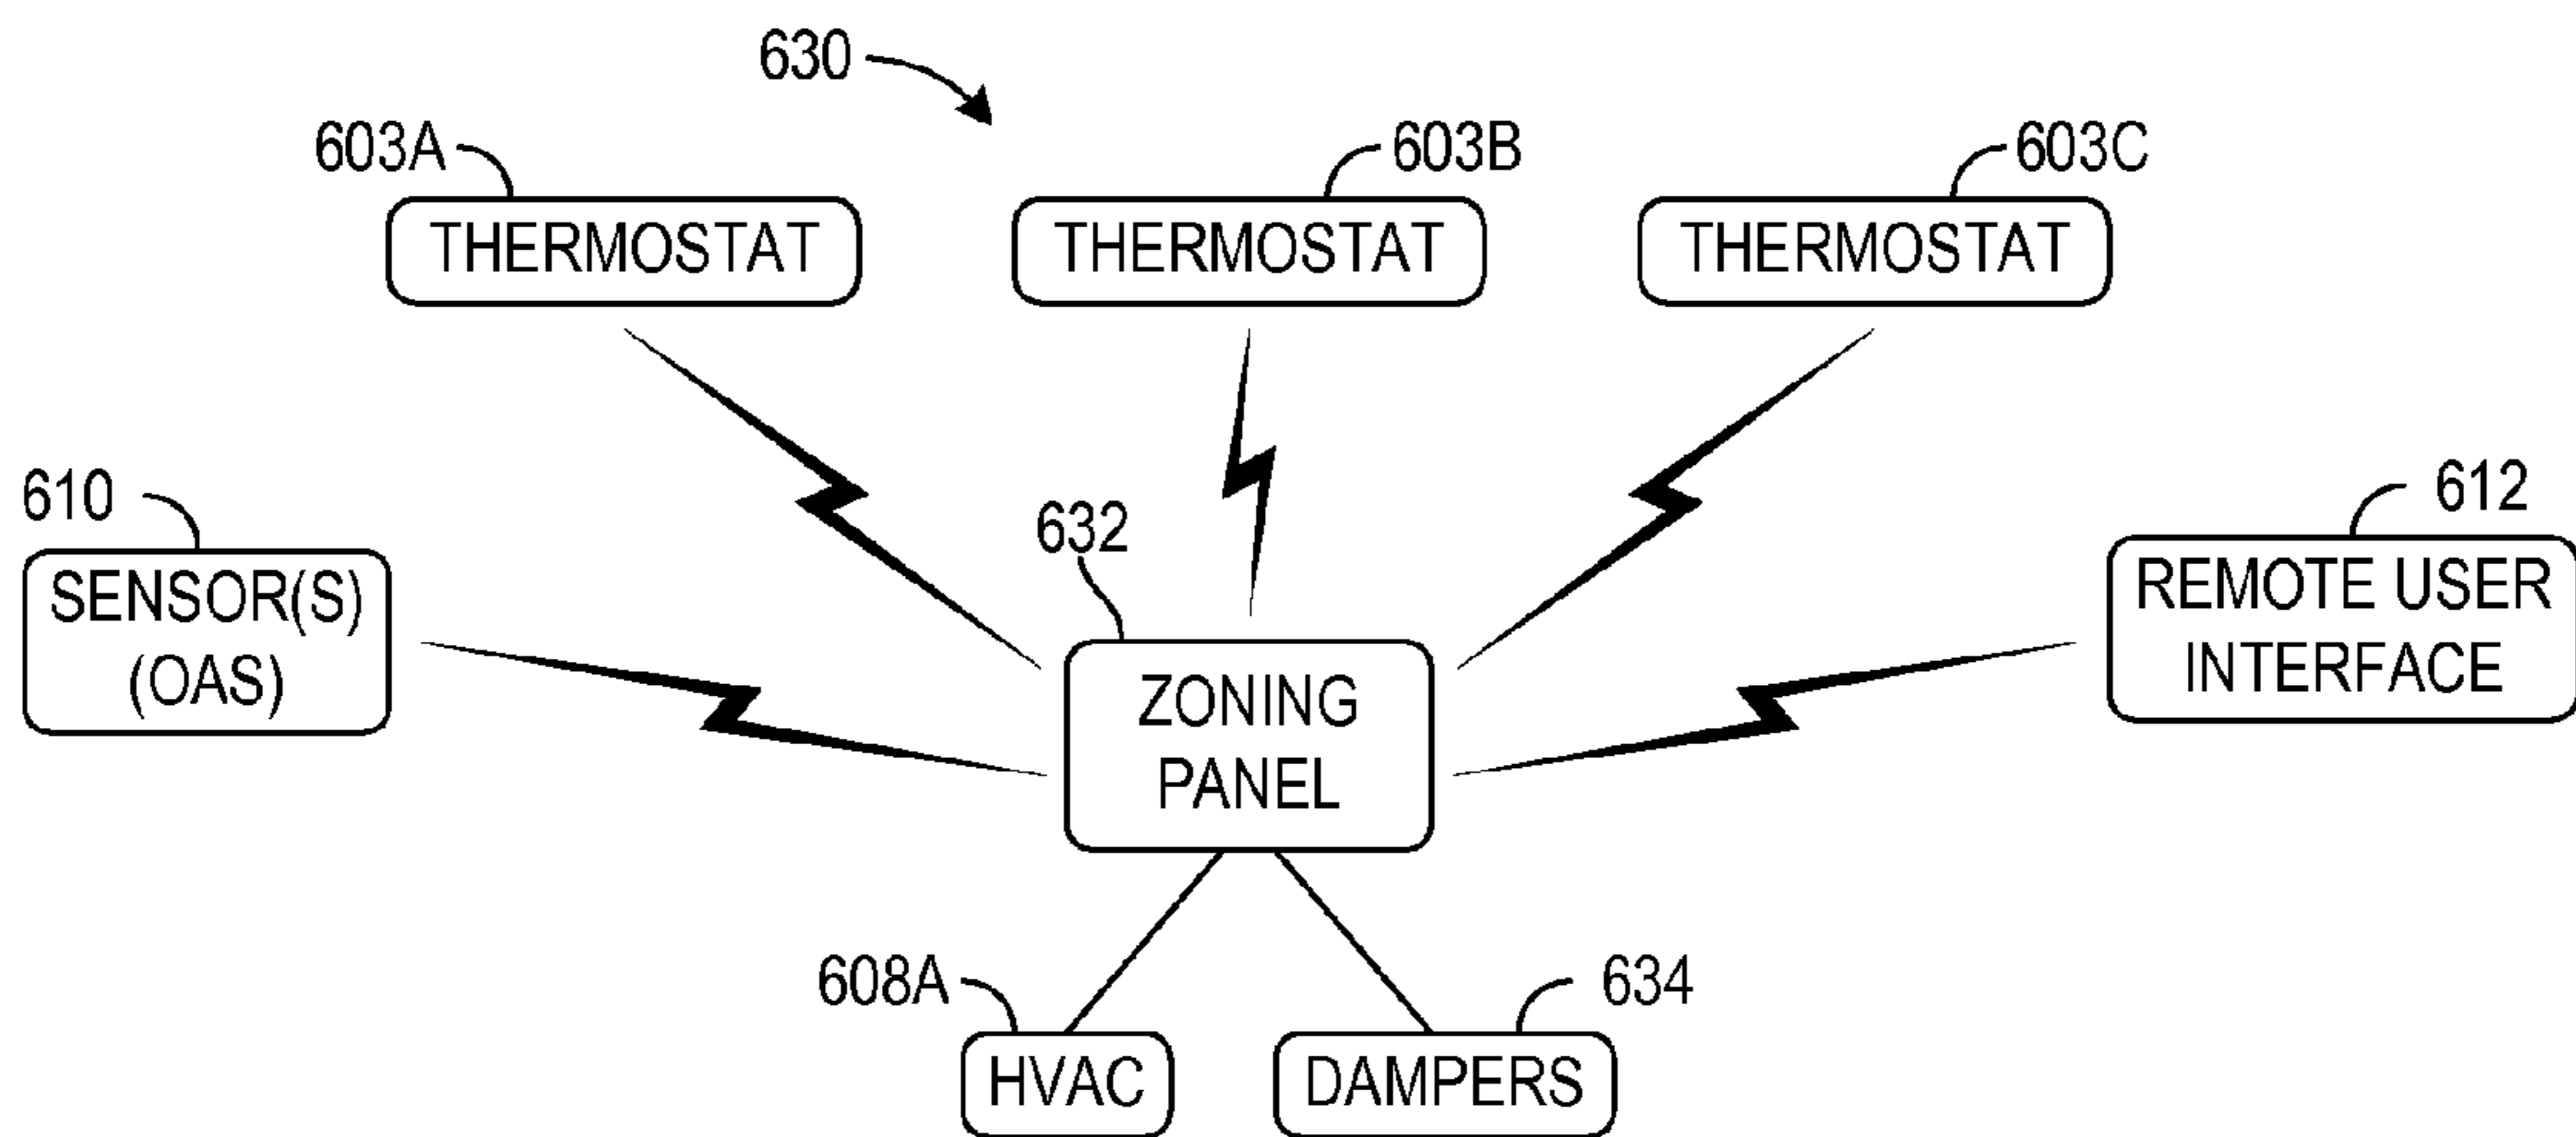 630
603A
603B
603C
THERMOSTAT
THERMOSTAT
THERMOSTAT
610
632
612
SENSOR(S)
(OAS)
ZONING
PANEL
REMOTE USER
INTERFACE
608A
634
HVAC
DAMPERS